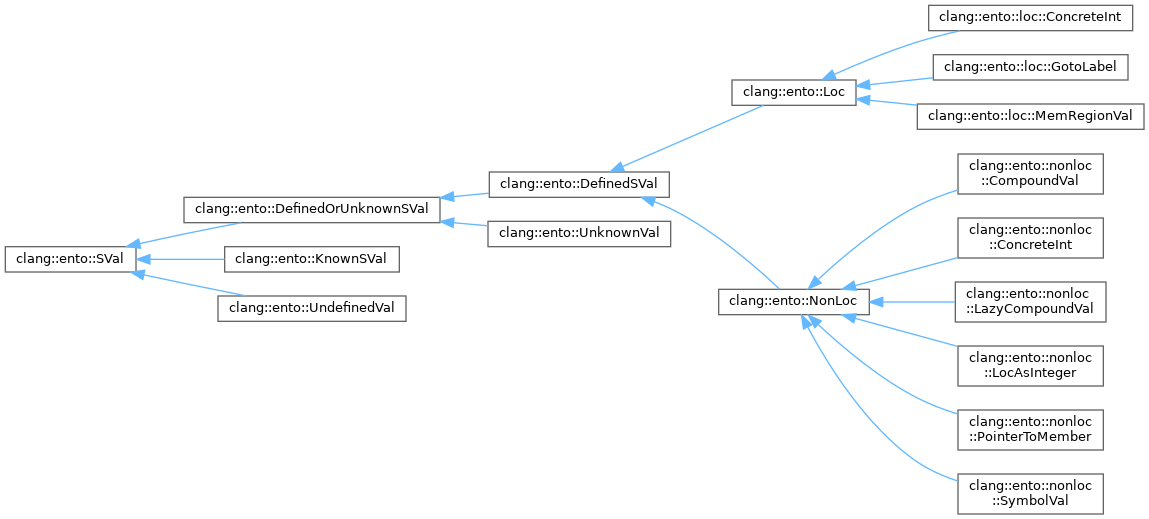 clang::ento::loc::ConcreteInt
clang::ento::loc::GotoLabel
clang::ento::Loc
clang::ento::loc::MemRegionVal
clang::ento::nonloc
::CompoundVal
clang::ento::DefinedSVal
clang::ento::DefinedOrUnknownSVal
clang::ento::UnknownVal
clang::ento::nonloc
::ConcreteInt
clang::ento::SVal
clang::ento::KnownSVal
clang::ento::UndefinedVal
clang::ento::NonLoc
clang::ento::nonloc
::LazyCompoundVal
clang::ento::nonloc
::LocAsInteger
clang::ento::nonloc
::PointerToMember
clang::ento::nonloc
::SymbolVal